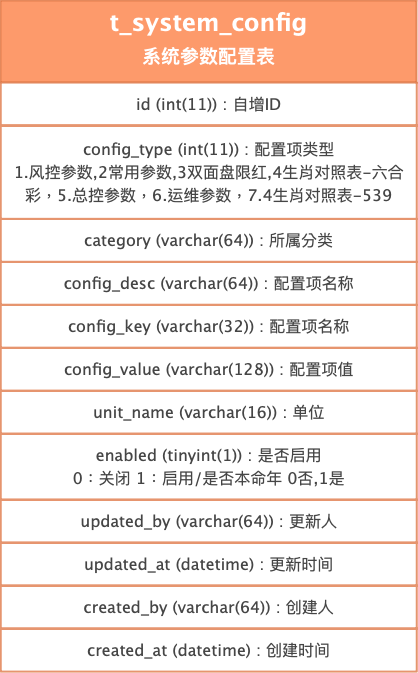 t_system_config
系统参数配置表
id (int(11))：自增ID
config_type (int(11))：配置项类型
1.风控参数,2常用参数,3双面盘限红,4生肖对照表-六合
彩，5.总控参数，6.运维参数，7.4生肖对照表-539
category (varchar(64))：所属分类
config_desc (varchar(64))：配置项名称
config_key (varchar(32))：配置项名称
config_value (varchar(128))：配置项值
unit_name (varchar(16))：单位
enabled (tinyint(1))：是否启用
0：关闭 1：启用/是否本命年 0否,1是
updated_by (varchar(64))：更新人
updated_at (datetime)：更新时间
created_by (varchar(64))：创建人
created_at (datetime)：创建时间